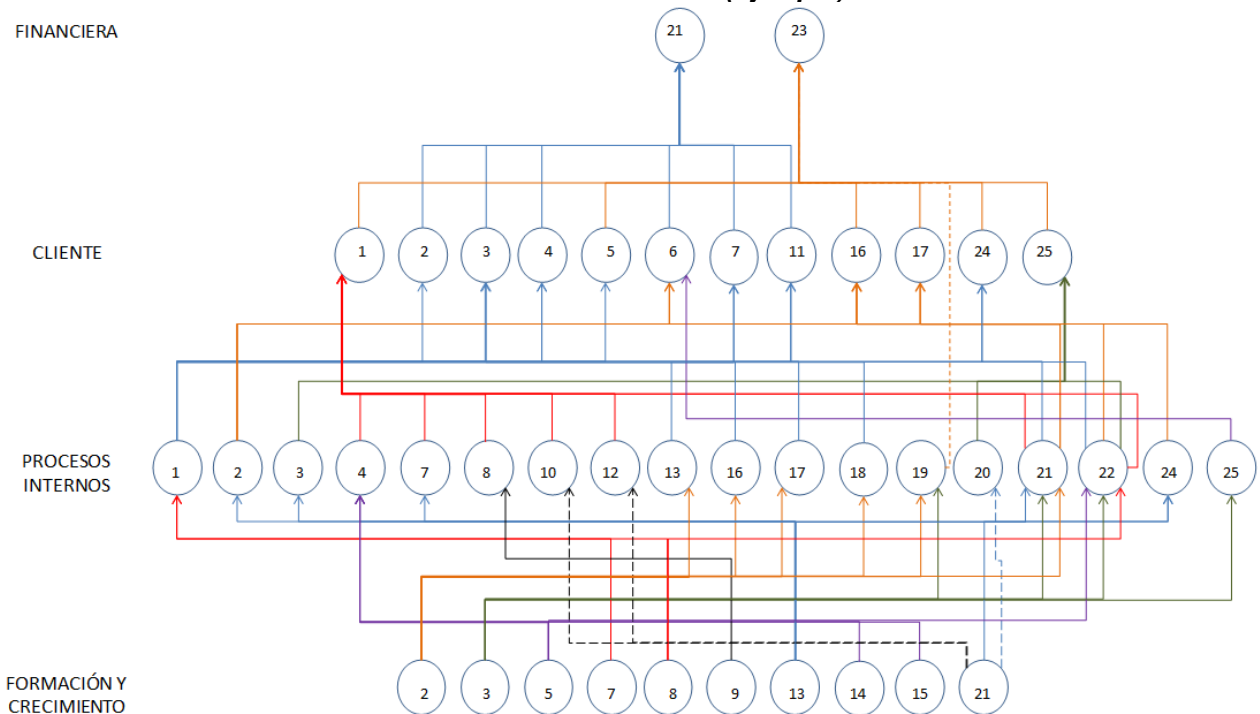 FINANCIERA
21 23
CLIENTE
1 2 3 4 5 6 7 11 16 17 24 25
PROCESOS
INTERNOS
1 2 3 4 7 8 10 12 13 16 17 18 19 20 21 22 24 25
FORMACIÓN Y
CRECIMIENTO
2 3 5 7 8 9 13 14 15 21